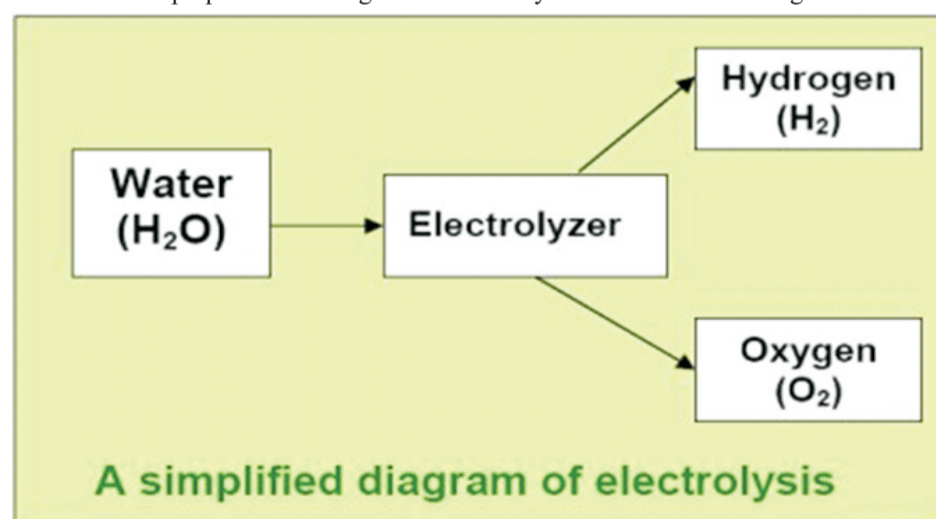 Water
(H₂O)
Electrolyzer
Hydrogen
(H₂)
Oxygen
(O₂)
A simplified diagram of electrolysis